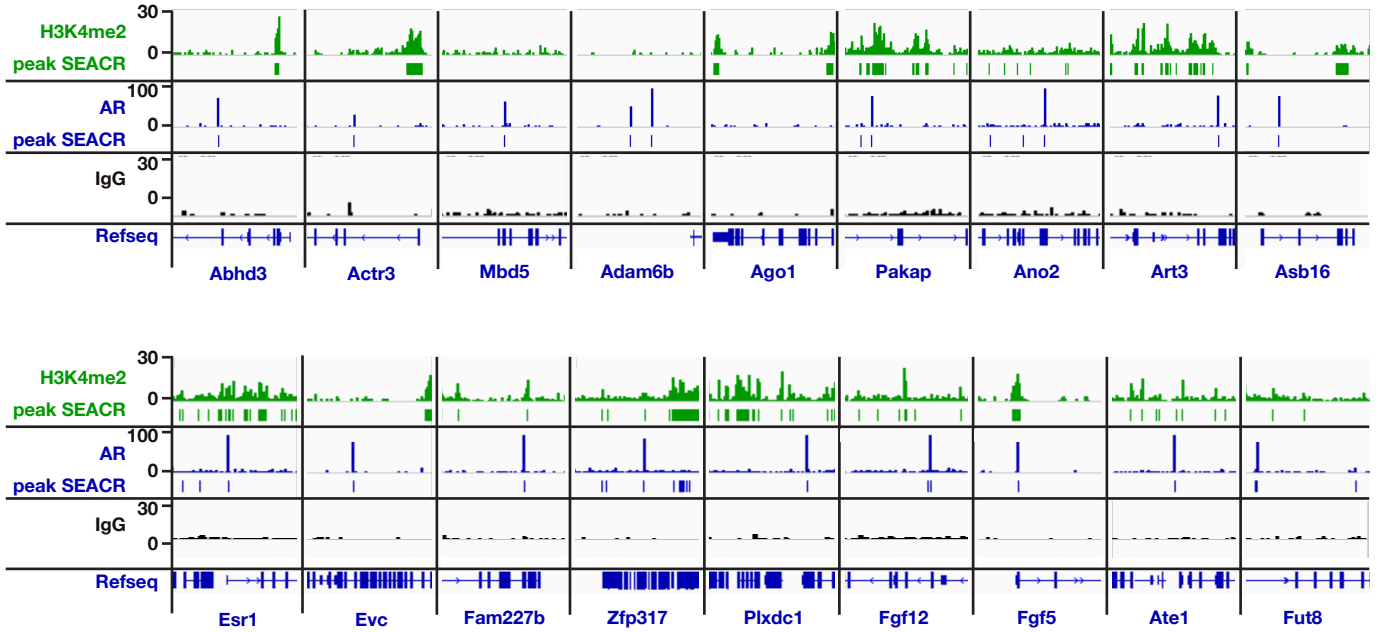 30
H3K4me2
0
peak SEACR
100
AR
0
peak SEACR
30
IgG
0
Refseq
Abhd3 Actr3 Mbd5 Adam6b Ago1 Pakap Ano2 Art3 Asb16
30
H3K4me2
0
peak SEACR
100
AR
0
peak SEACR
30
IgG
0
Refseq
Esr1 Evc Fam227b Zfp317 Plxdc1 Fgf12 Fgf5 Ate1 Fut8